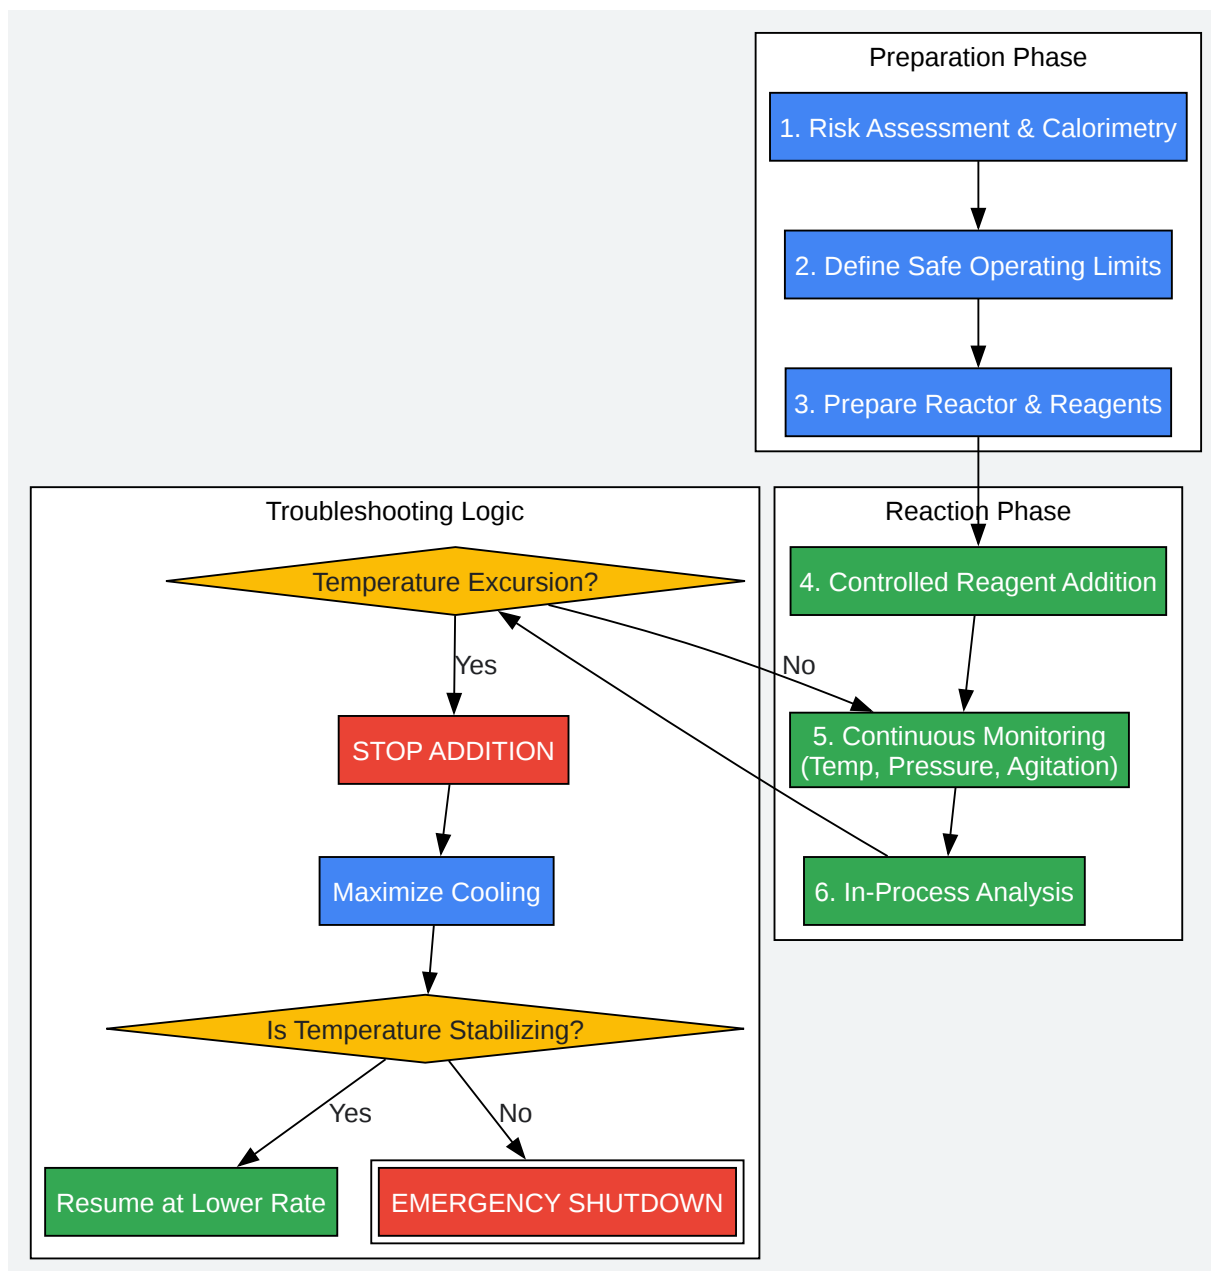 Preparation Phase
1. Risk Assessment & Calorimetry
2. Define Safe Operating Limits
3. Prepare Reactor & Reagents
Troubleshooting Logic
Temperature Excursion?
Yes
No
STOP ADDITION
Maximize Cooling
Is Temperature Stabilizing?
Yes
No
Resume at Lower Rate
EMERGENCY SHUTDOWN
Reaction Phase
4. Controlled Reagent Addition
5. Continuous Monitoring
(Temp, Pressure, Agitation)
6. In-Process Analysis